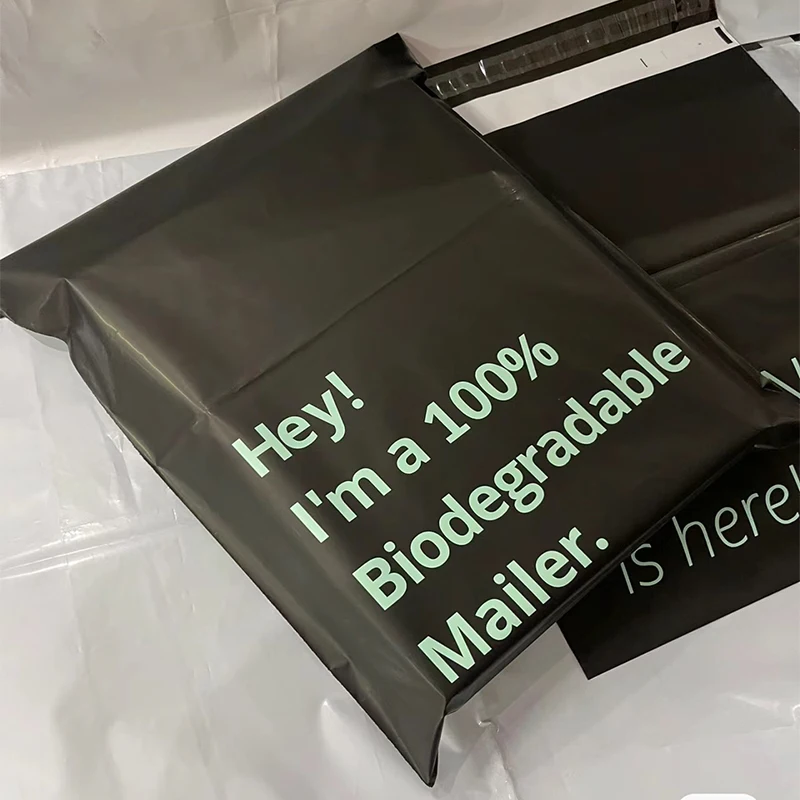 Hey!
I'm a 100%
Biodegradable
Mailer.
is here!